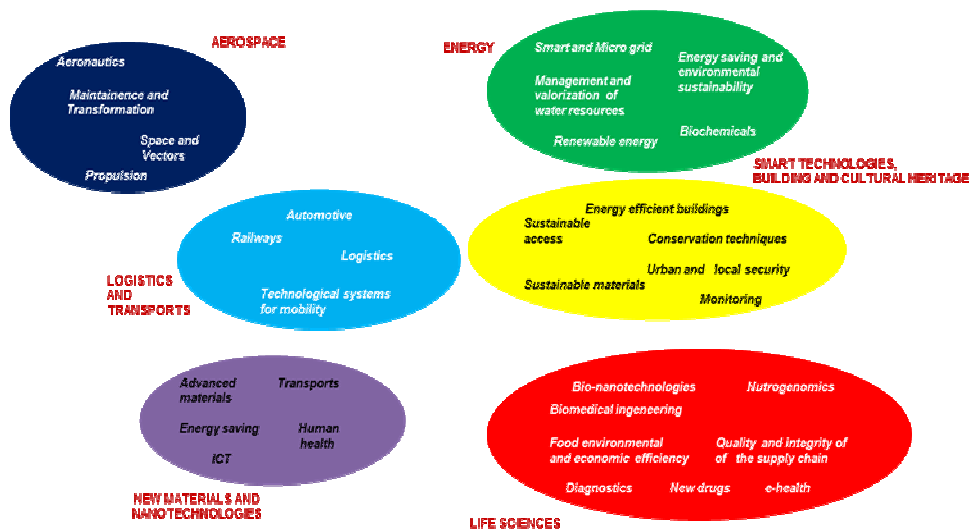 AEROSPACE
Aeronautics
Maintainence and
Transformation
Space and
Vectors
Propulsion
ENERGY
Smart and Micro grid
Energy saving and
environmental
sustainability
Management and
valorization of
water resources
Biochemicals
Renewable energy
SMART TECHNOLOGIES,
BUILDING AND CULTURAL HERITAGE
Energy efficient buildings
Sustainable
access
Conservation techniques
Urban and local security
Sustainable materials
Monitoring
LOGISTICS
AND
TRANSPORTS
Automotive
Railways
Logistics
Technological systems
for mobility
Advanced
materials
Transports
Energy saving
Human
health
ICT
NEW MATERIALS AND
NANOTECHNOLOGIES
Bio-nanotechnologies
Nutrogenomics
Biomedical ingeneering
Food environmental
and economic efficiency
Quality and integrity of
of the supply chain
Diagnostics
New drugs
e-health
LIFE SCIENCES